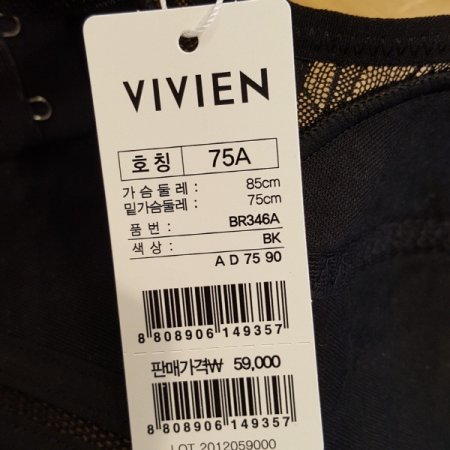 VIVIEN
호칭 75A
가슴둘레 : 85cm
밑가슴둘레 : 75cm
품번 : BR346A
색상 : BK
A D 75 90
8 808906 149357
판매가격₩ 59,000
8 808906 149357
LOT 2012059000